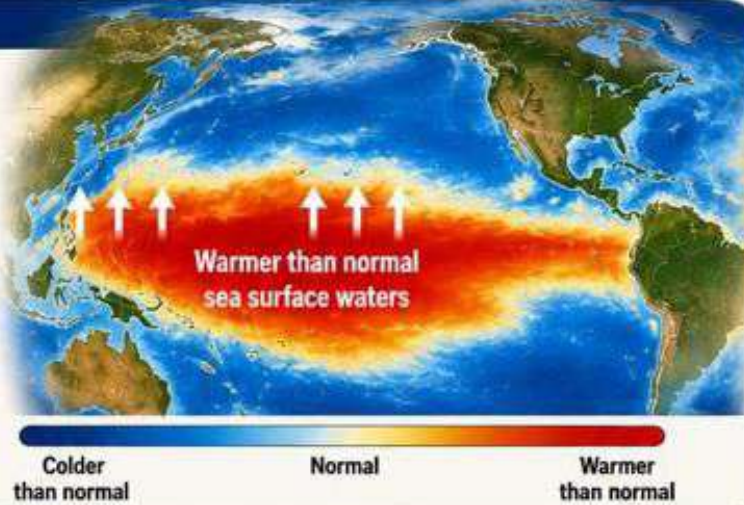 Warmer than normal
sea surface waters
Colder
than normal
Normal
Warmer
than normal